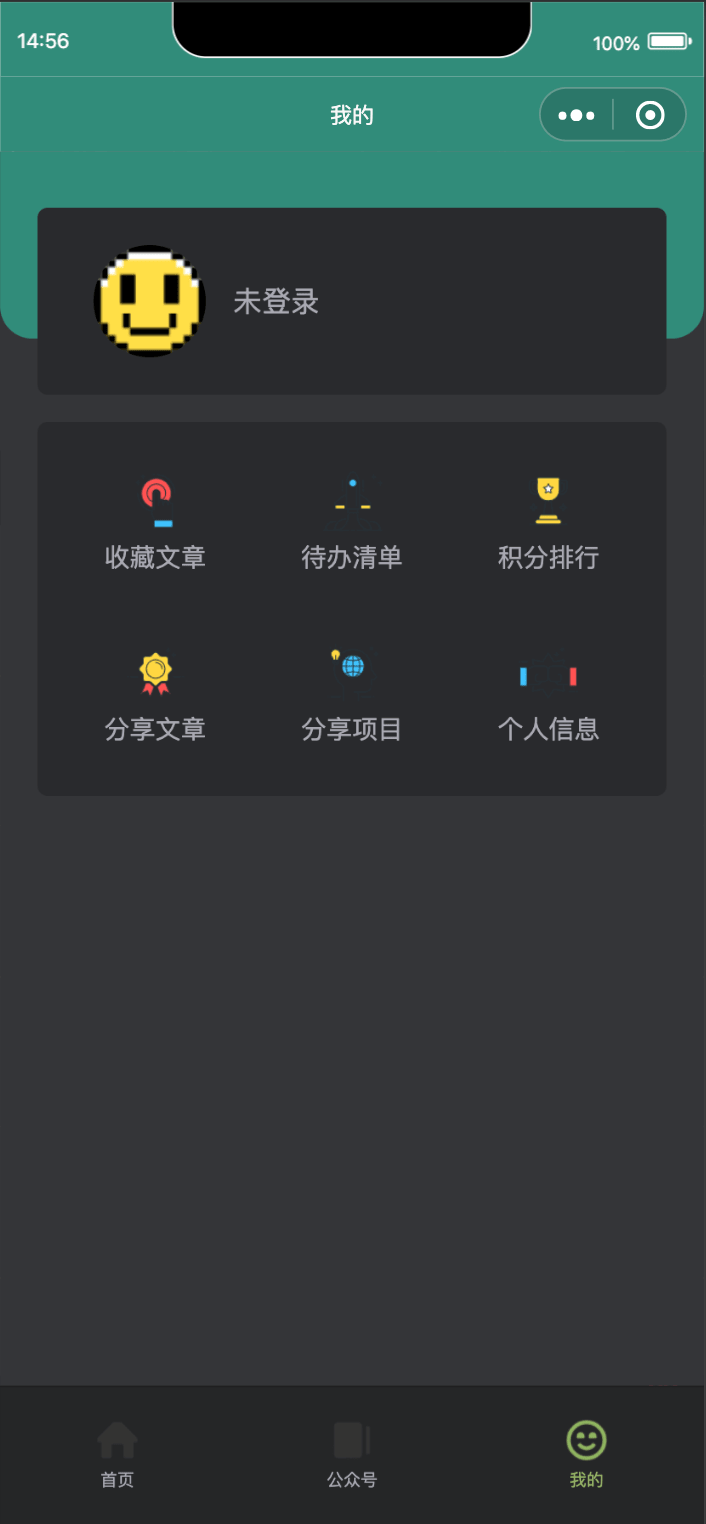 14:56
100%
我的
未登录
收藏文章
待办清单
积分排行
分享文章
分享项目
个人信息
首页
公众号
我的